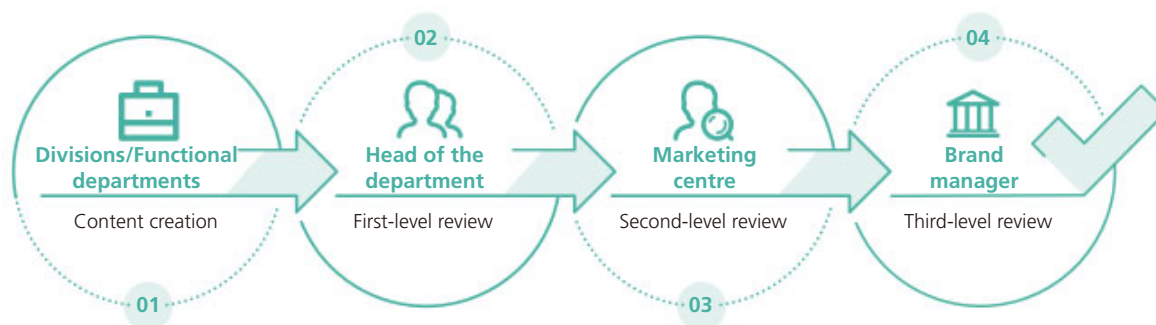 02
04
Divisions/Functional
departments
Content creation
Head of the
department
First-level review
Marketing
centre
Second-level review
Brand
manager
Third-level review
01
03